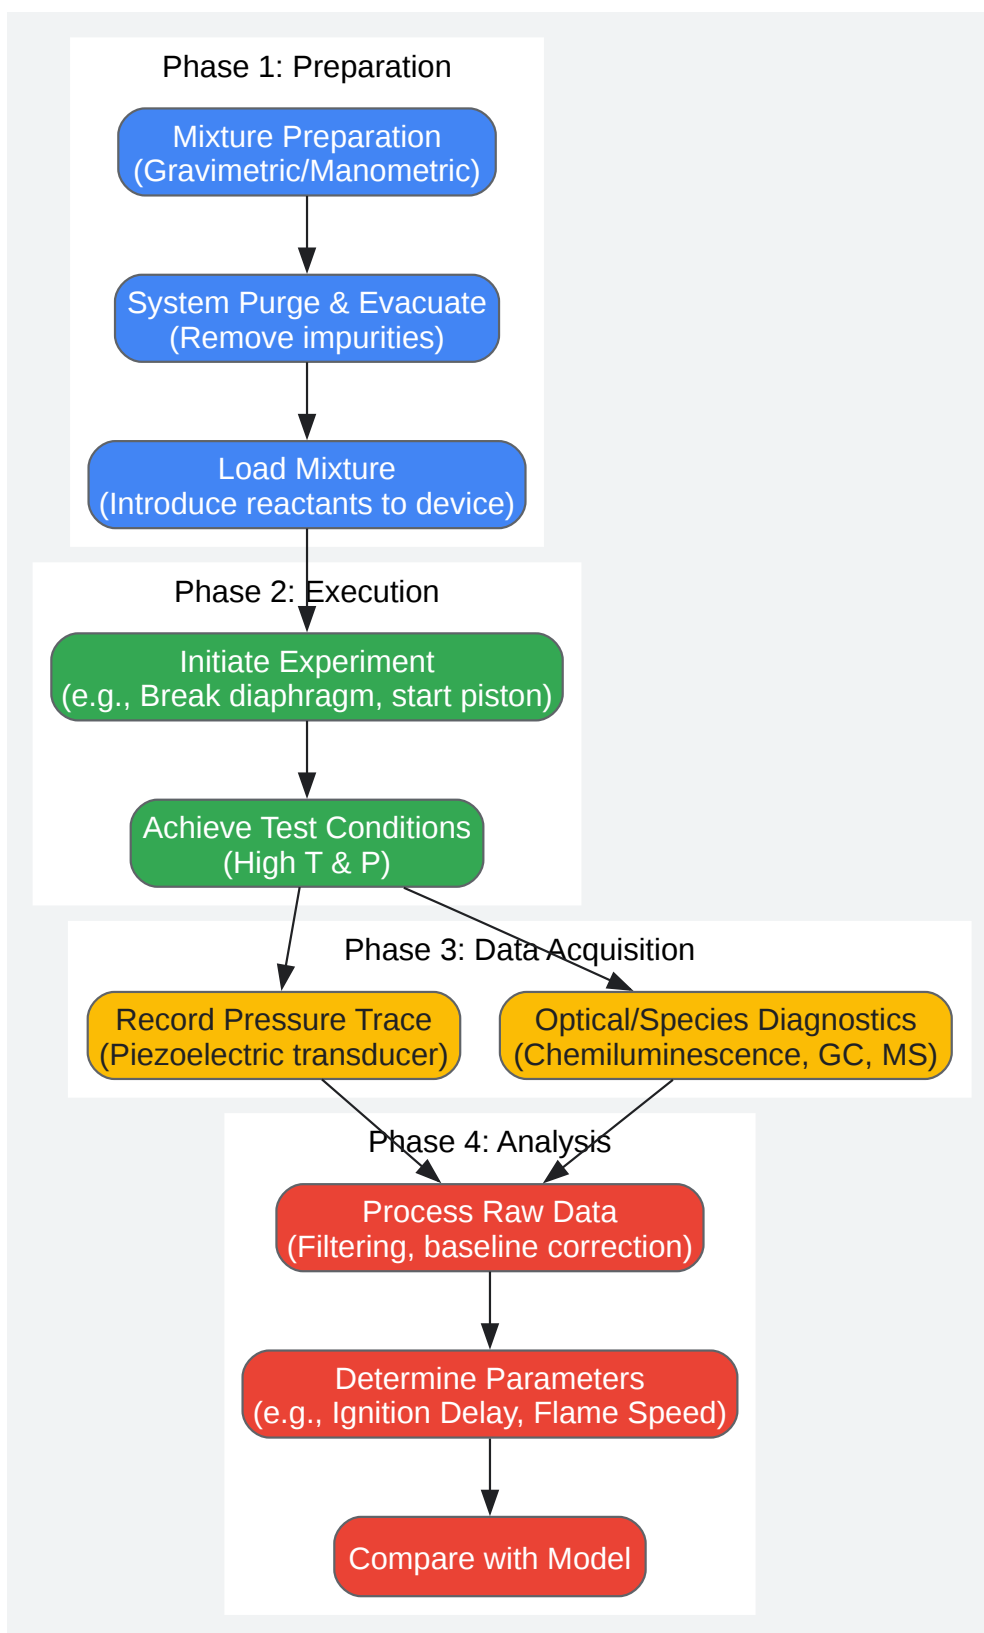 Phase 1: Preparation
Mixture Preparation
(Gravimetric/Manometric)
System Purge & Evacuate
(Remove impurities)
Load Mixture
(Introduce reactants to device)
Phase 2: Execution
Initiate Experiment
(e.g., Break diaphragm, start piston)
Achieve Test Conditions
(High T & P)
Phase 3: Data Acquisition
Record Pressure Trace
(Piezoelectric transducer)
Optical/Species Diagnostics
(Chemiluminescence, GC, MS)
Phase 4: Analysis
Process Raw Data
(Filtering, baseline correction)
Determine Parameters
(e.g., Ignition Delay, Flame Speed)
Compare with Model